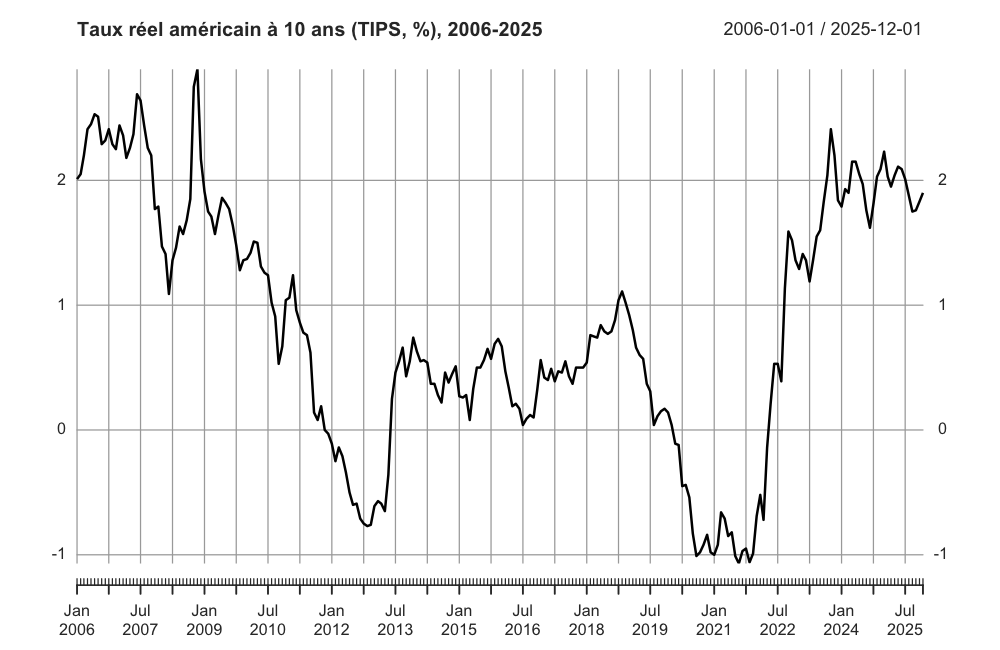 Taux réel américain à 10 ans (TIPS, %), 2006-2025 2006-01-01 / 2025-12-01
2 2
1 1
0 0
-1 -1
Jan Jul Jan Jul Jan Jul Jan Jul Jan Jul Jan Jul Jan Jul
2006 2007 2009 2010 2012 2013 2015 2016 2018 2019 2021 2022 2024 2025